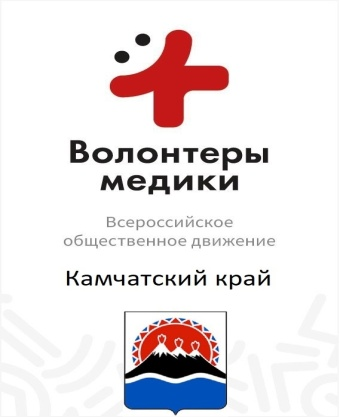 Волонтеры
медики
Всероссийское
общественное движение
Камчатский край